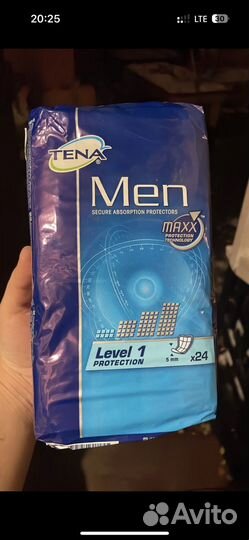 20:25
LTE 30
TENA
Men
SECURE ABSORPTION PROTECTORS
MAXX
PROTECTION
TECHNOLOGY
Level 1
PROTECTION
5 mm
x24
Avito